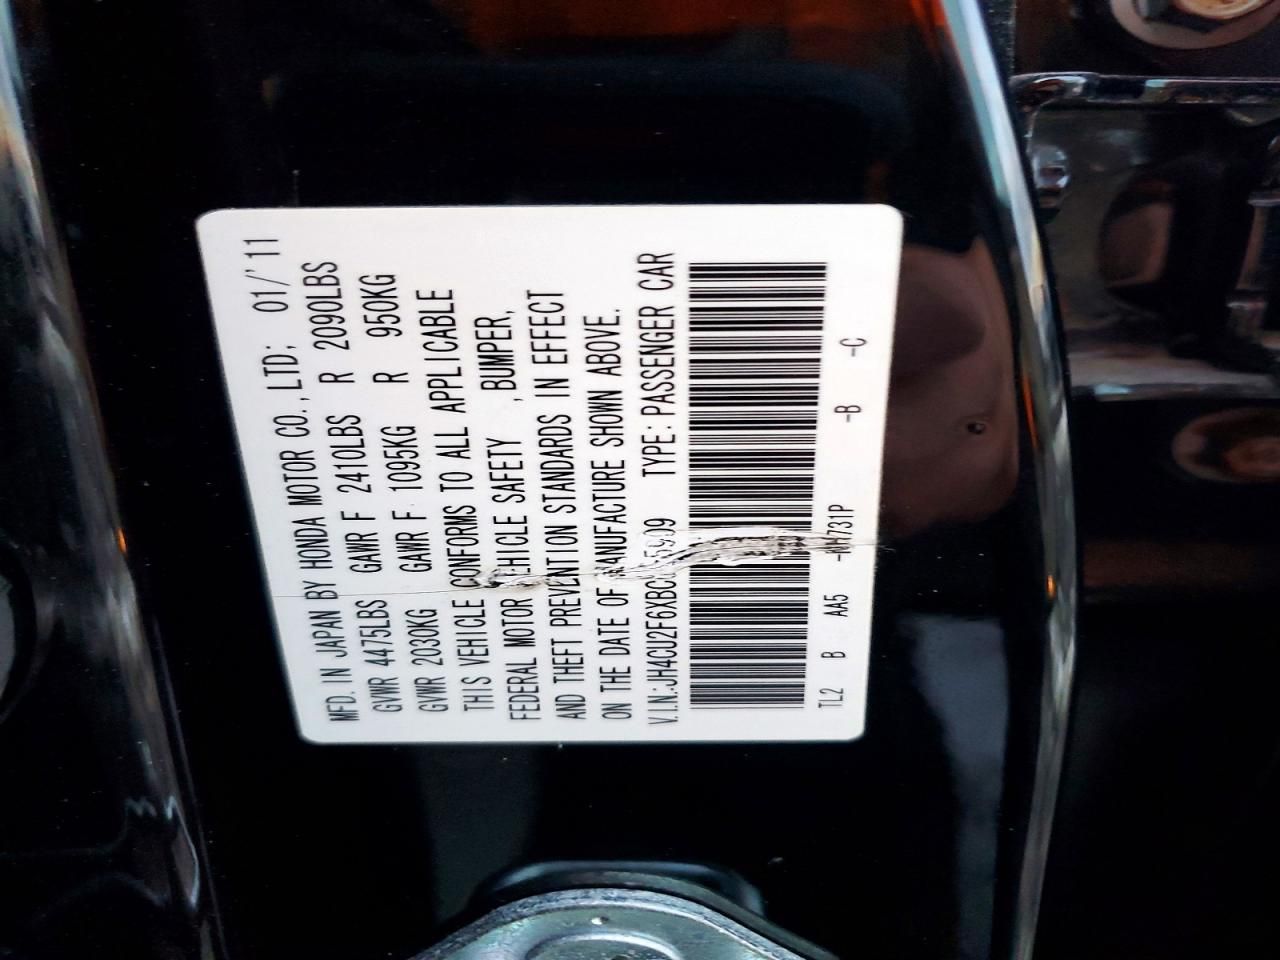 MFD. IN JAPAN BY HONDA MOTOR CO., LTD; 01/'11
GVWR 4475LBS GAWR F 2410LBS R 2090LBS
GVWR 2030KG GAWR F 1095KG R 950KG
THIS VEHICLE CONFORMS TO ALL APPLICABLE
FEDERAL MOTOR VEHICLE SAFETY , BUMPER,
AND THEFT PREVENTION STANDARDS IN EFFECT
ON THE DATE OF MANUFACTURE SHOWN ABOVE.
V.I.N.: TYPE: PASSENGER CAR
TL2 B AA5 -B -C